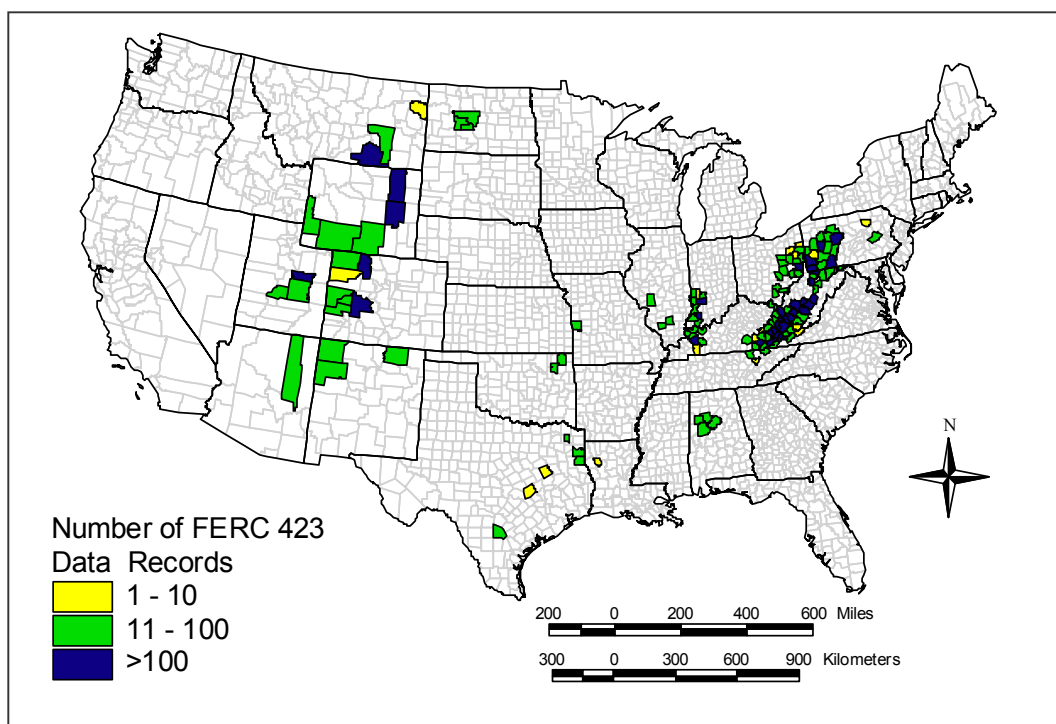 N
Number of FERC 423
Data Records
1 - 10
11 - 100
>100
200 0 200 400 600 Miles
300 0 300 600 900 Kilometers